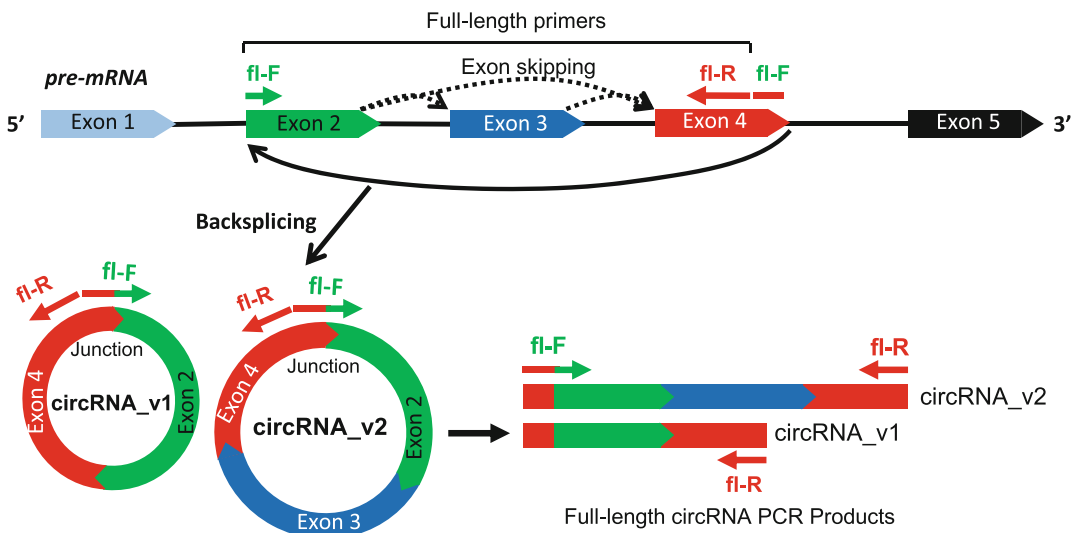 Full-length primers
pre-mRNA
fl-F
Exon skipping
fl-R
fl-F
5’
Exon 1
Exon 2
Exon 3
Exon 4
Exon 5
3’
Backsplicing
fl-R
fl-F
Junction
Exon 4
circRNA_v1
Exon 2
fl-R
fl-F
Junction
Exon 4
circRNA_v2
Exon 2
Exon 3
fl-F
fl-R
circRNA_v2
circRNA_v1
fl-R
Full-length circRNA PCR Products